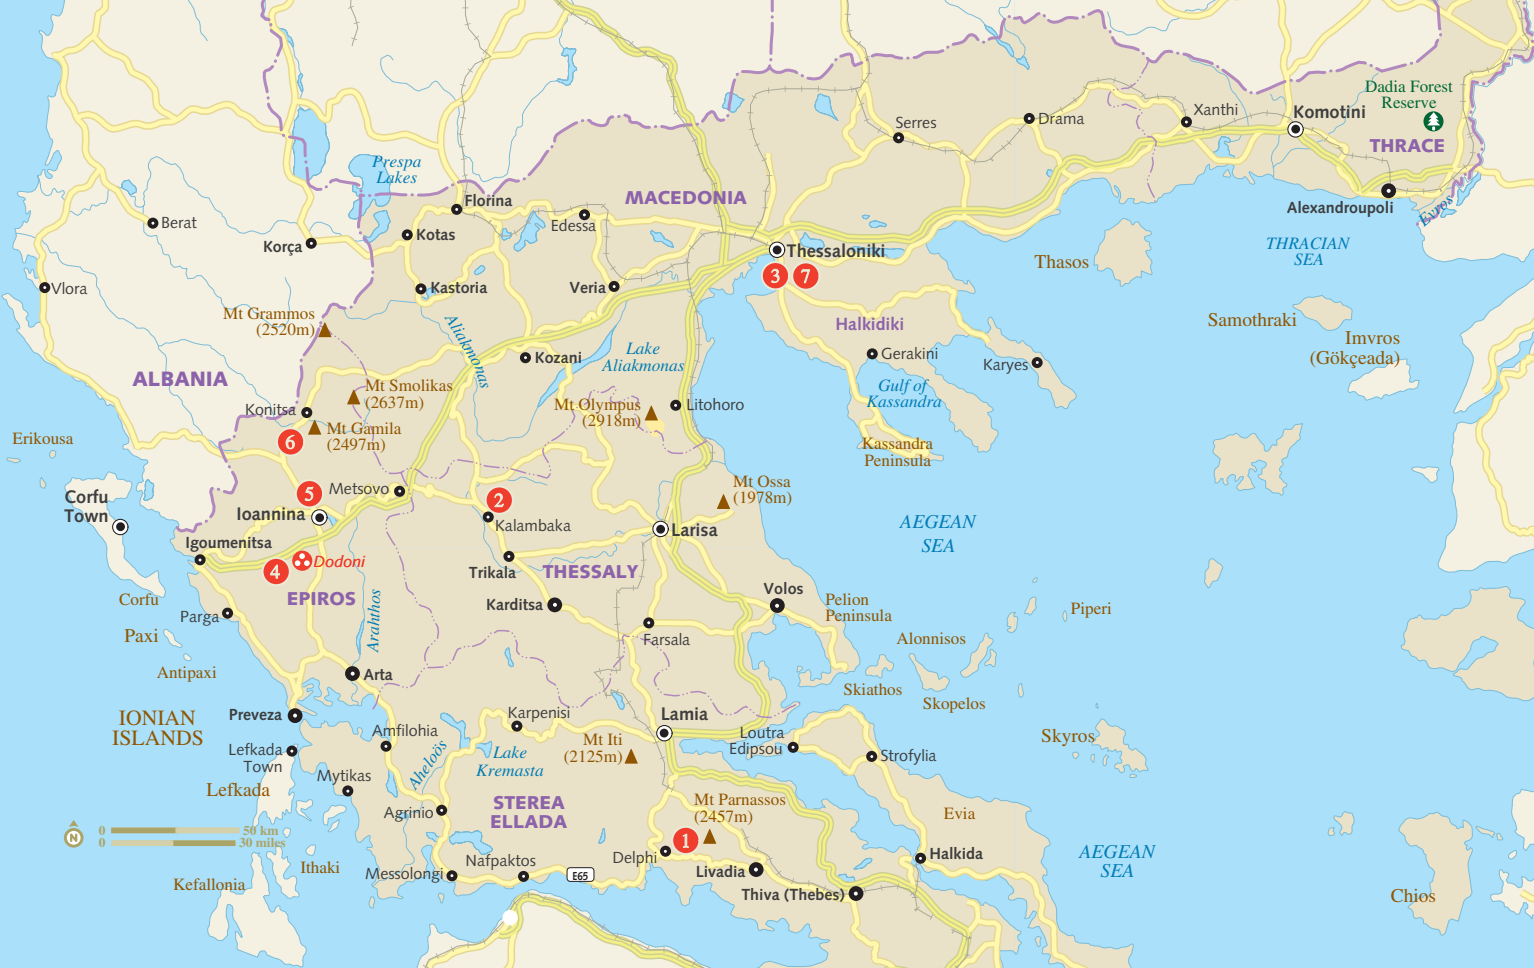 Dadia Forest
Reserve
Komotini
Xanthi
THRACE
Drama
Serres
Prespa
Lakes
MACEDONIA
Florina
Alexandroupoli
Evros
Berat
Edessa
Kotas
Korça
Thessaloniki
THRACIAN
SEA
Thasos
3
7
Vlora
Kastoria
Veria
Mt Grammos
(2520m)
Aliakmonas
Halkidiki
Samothraki
Imvros
(Gökçeada)
Lake
Aliakmonas
Kozani
Gerakini
Karyes
ALBANIA
Mt Smolikas
(2637m)
Gulf of
Kassandra
Konitsa
Mt Olympus
(2918m)
Litohoro
Mt Gamila
(2497m)
Erikousa
6
Kassandra
Peninsula
Corfu
Town
5
Metsovo
2
Mt Ossa
(1978m)
Ioannina
Kalambaka
Larisa
AEGEAN
SEA
Igoumenitsa
4
Dodoni
Trikala
THESSALY
EPIROS
Arahthos
Karditsa
Volos
Corfu
Pelion
Peninsula
Piperi
Parga
Paxi
Farsala
Alonnisos
Antipaxi
Arta
Skiathos
Skopelos
Preveza
IONIAN
ISLANDS
Karpenisi
Lamia
Amfilohia
Loutra
Edipsou
Skyros
Lefkada
Town
Aheloös
Lake
Kremasta
Mt Iti
(2125m)
Strofylia
Mytikas
Lefkada
STEREA
ELLADA
Mt Parnassos
(2457m)
Agrinio
Evia
N
0
50 km
0
30 miles
1
Delphi
Halkida
AEGEAN
SEA
Ithaki
Nafpaktos
Kefallonia
Messolongi
E65
Livadia
Thiva (Thebes)
Chios